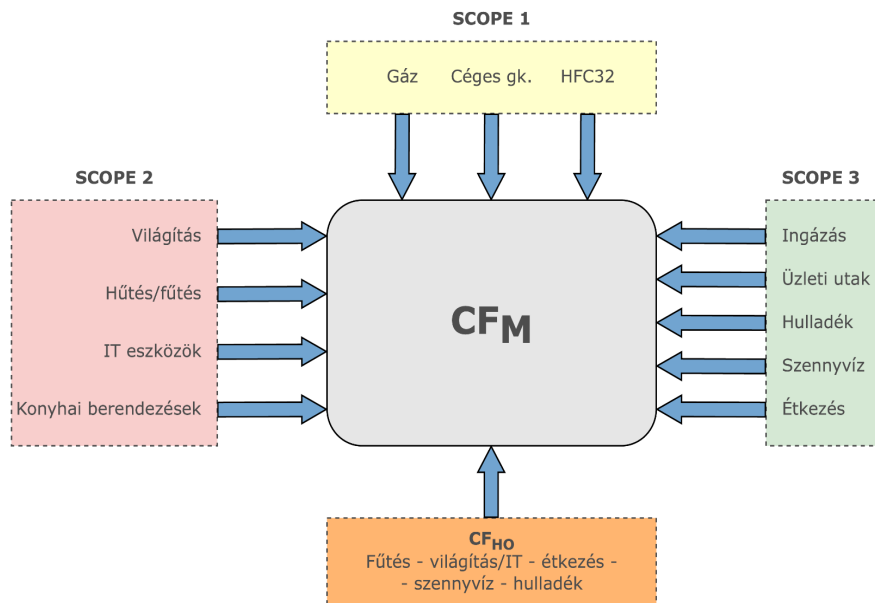 SCOPE 1
Gáz Céges gk. HFC32
SCOPE 2
Világítás
Hűtés/fűtés
IT eszközök
Konyhai berendezések
CFM
SCOPE 3
Ingázás
Üzleti utak
Hulladék
Szennyvíz
Étkezés
CFHO
Fűtés - világítás/IT - étkezés -
- szennyvíz - hulladék